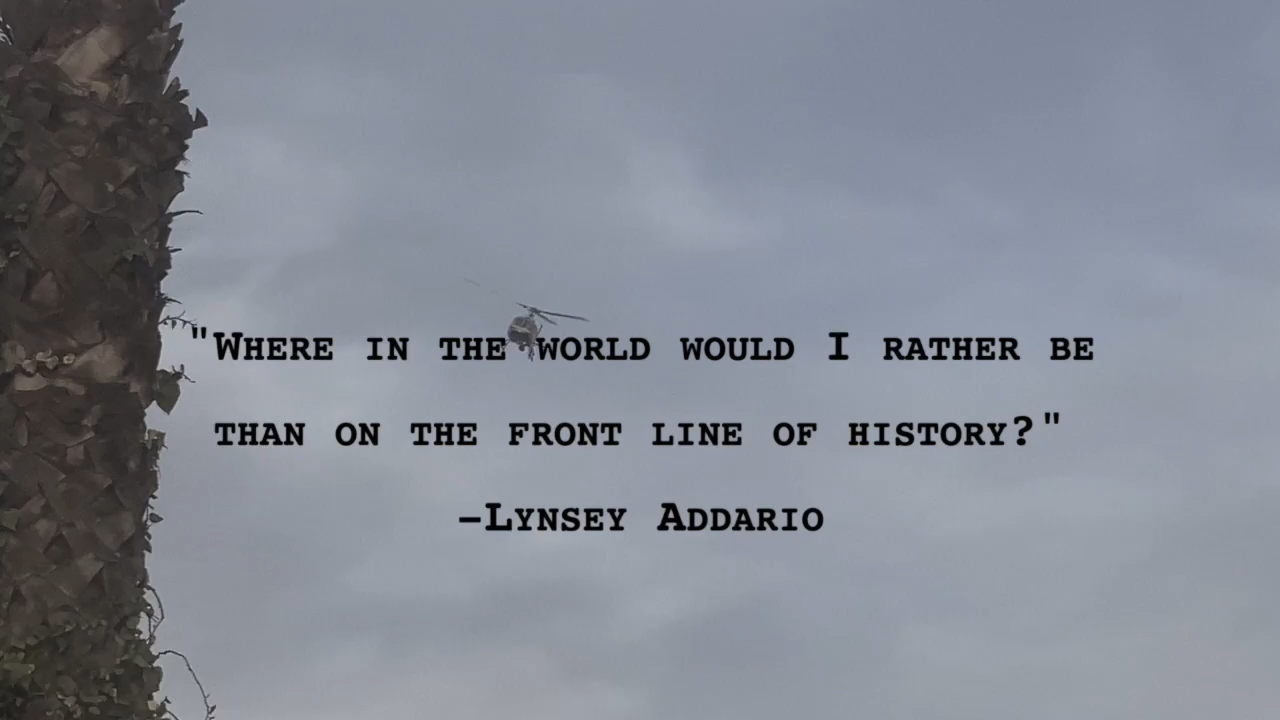 "Where in the world would I rather be
than on the front line of history?"
–Lynsey Addario